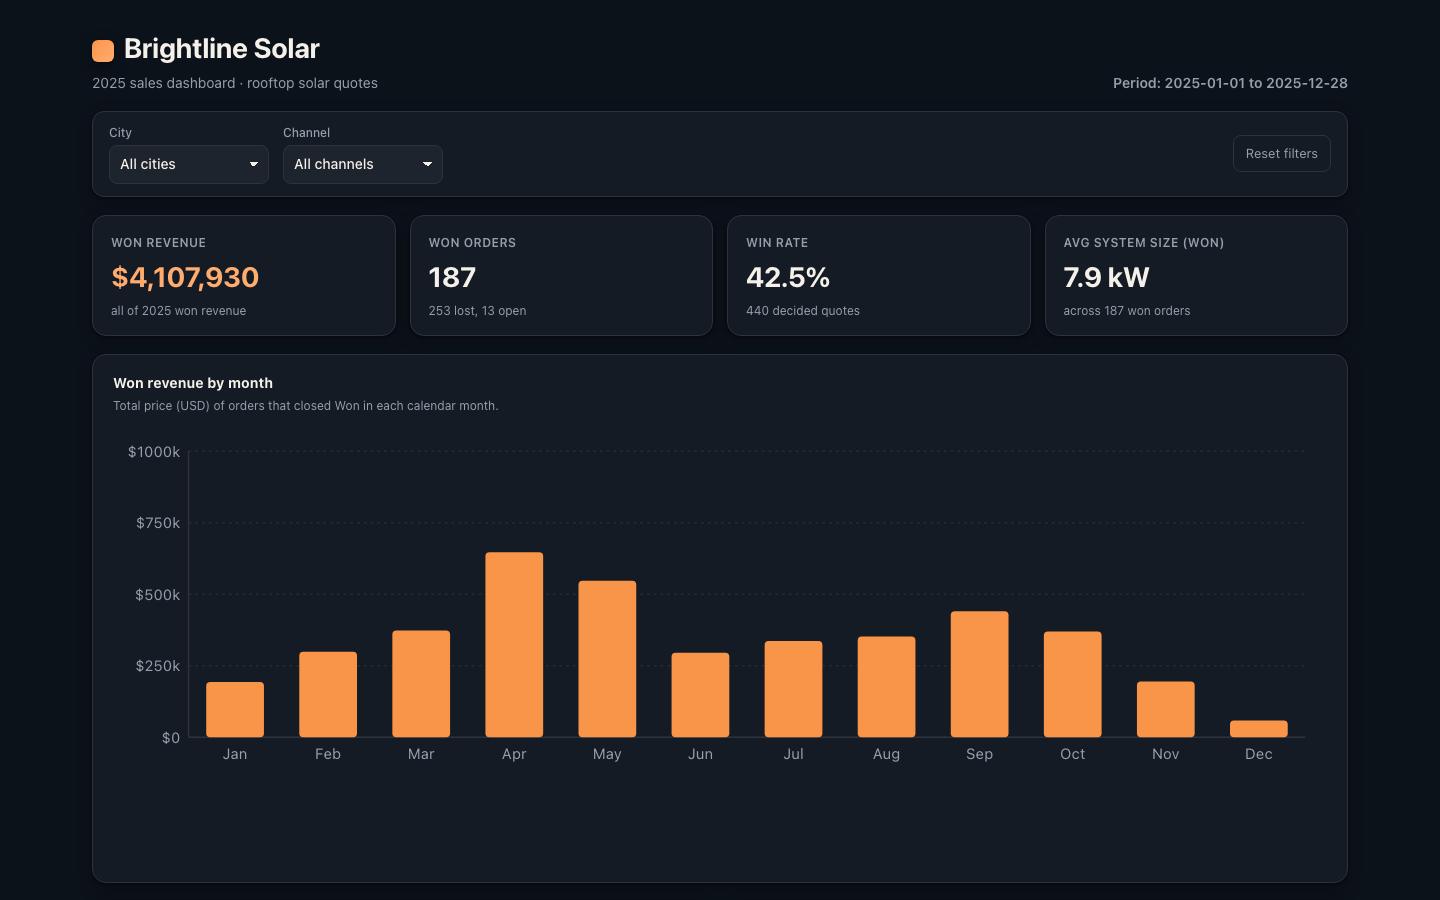 Brightline Solar
2025 sales dashboard · rooftop solar quotes
Period: 2025-01-01 to 2025-12-28
City
Channel
All cities
All channels
Reset filters
WON REVENUE
$4,107,930
all of 2025 won revenue
WON ORDERS
187
253 lost, 13 open
WIN RATE
42.5%
440 decided quotes
AVG SYSTEM SIZE (WON)
7.9 kW
across 187 won orders
Won revenue by month
Total price (USD) of orders that closed Won in each calendar month.
$1000k
$750k
$500k
$250k
$0
Jan Feb Mar Apr May Jun Jul Aug Sep Oct Nov Dec